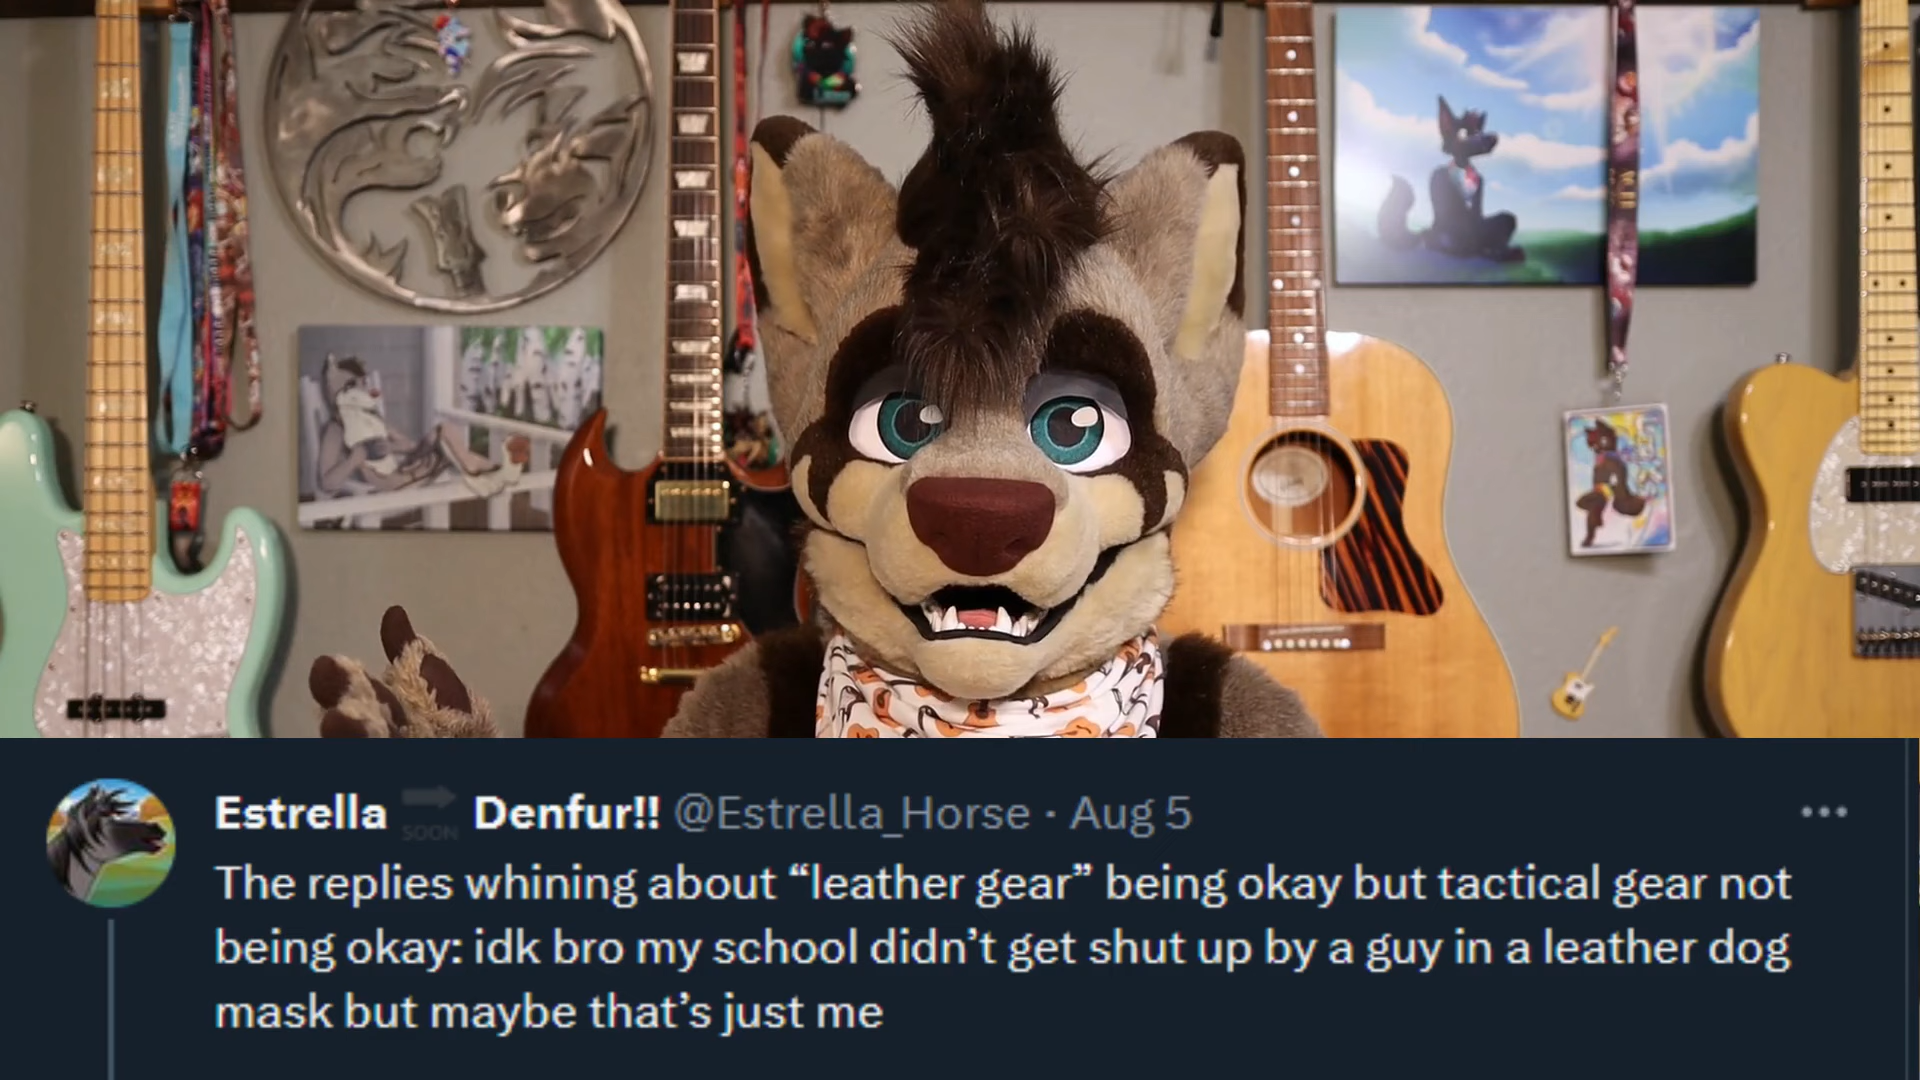 Estrella SOON Denfur!! @Estrella_Horse · Aug 5
The replies whining about “leather gear” being okay but tactical gear not
being okay: idk bro my school didn’t get shut up by a guy in a leather dog
mask but maybe that’s just me